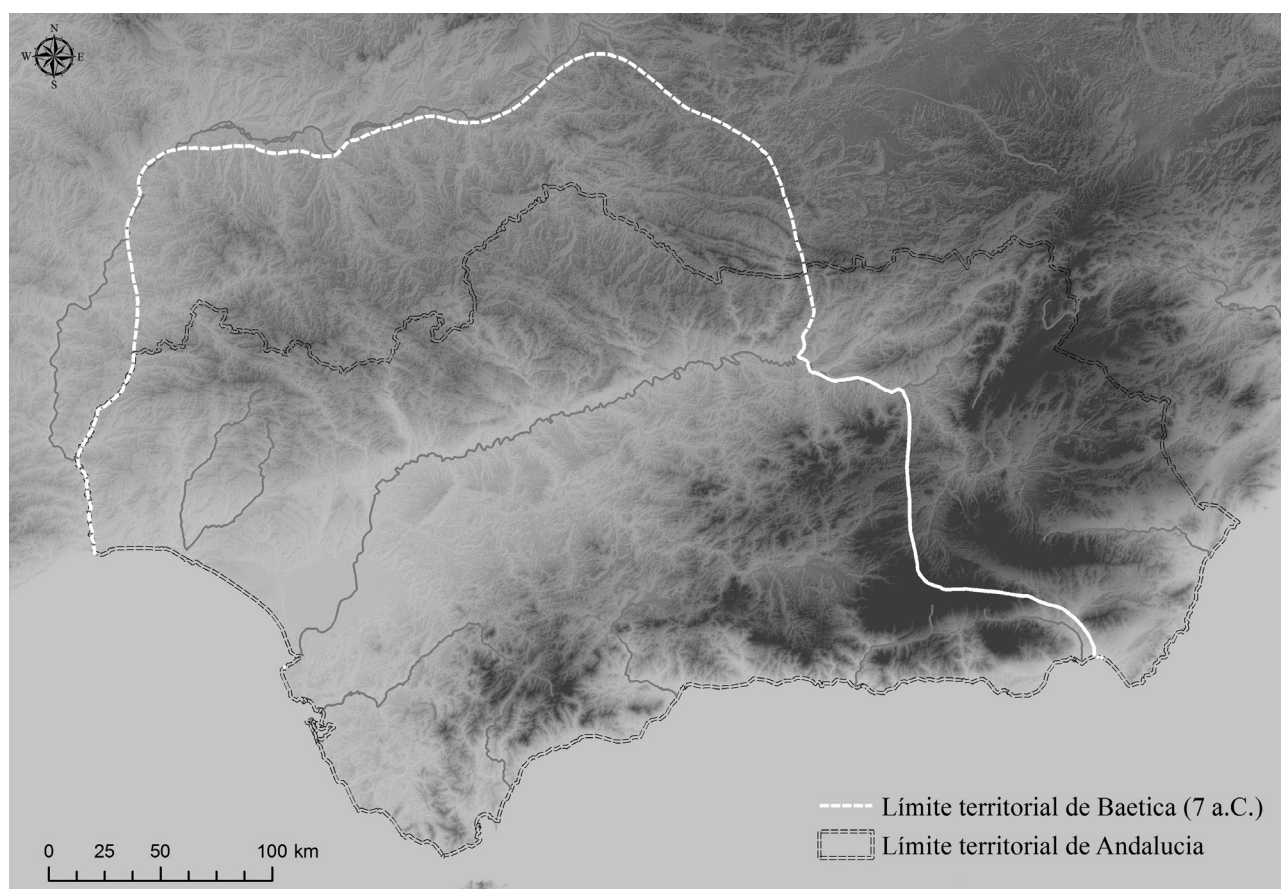 N
W E
S
Límite territorial de Baetica (7 a.C.)
Límite territorial de Andalucia
0 25 50 100 km